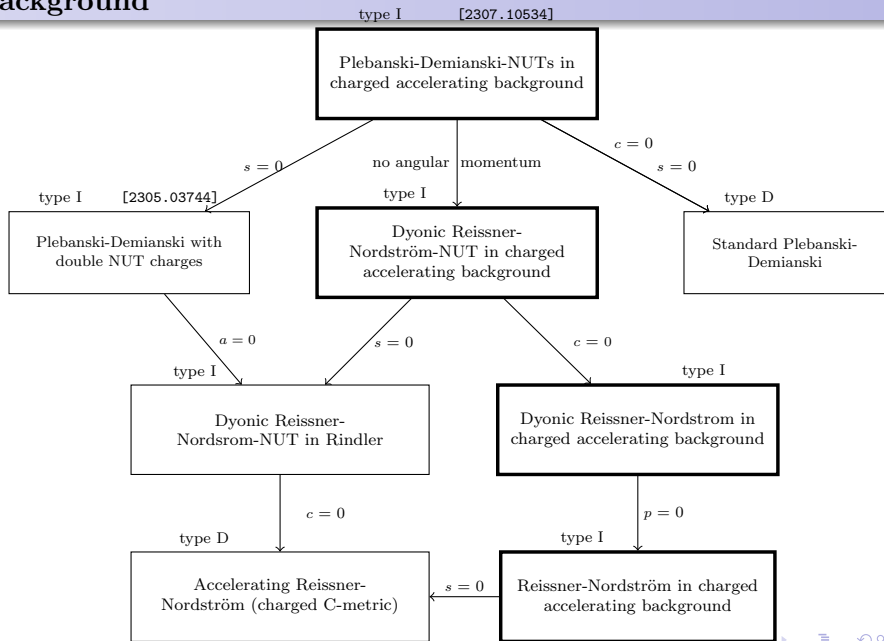 ackground
type I [2307.10534]
Plebanski-Demianski-NUTs in
charged accelerating background
c = 0
s = 0
no angular momentum
s = 0
type I [2305.03744]
type I
type D
Plebanski-Demianski with
double NUT charges
Dyonic Reissner-
Nordström-NUT in charged
accelerating background
Standard Plebanski-
Demianski
a = 0
s = 0
c = 0
type I
type I
Dyonic Reissner-
Nordsrom-NUT in Rindler
Dyonic Reissner-Nordstrom in
charged accelerating background
c = 0
p = 0
type D
type I
Accelerating Reissner-
Nordström (charged C-metric)
s = 0
Reissner-Nordström in charged
accelerating background